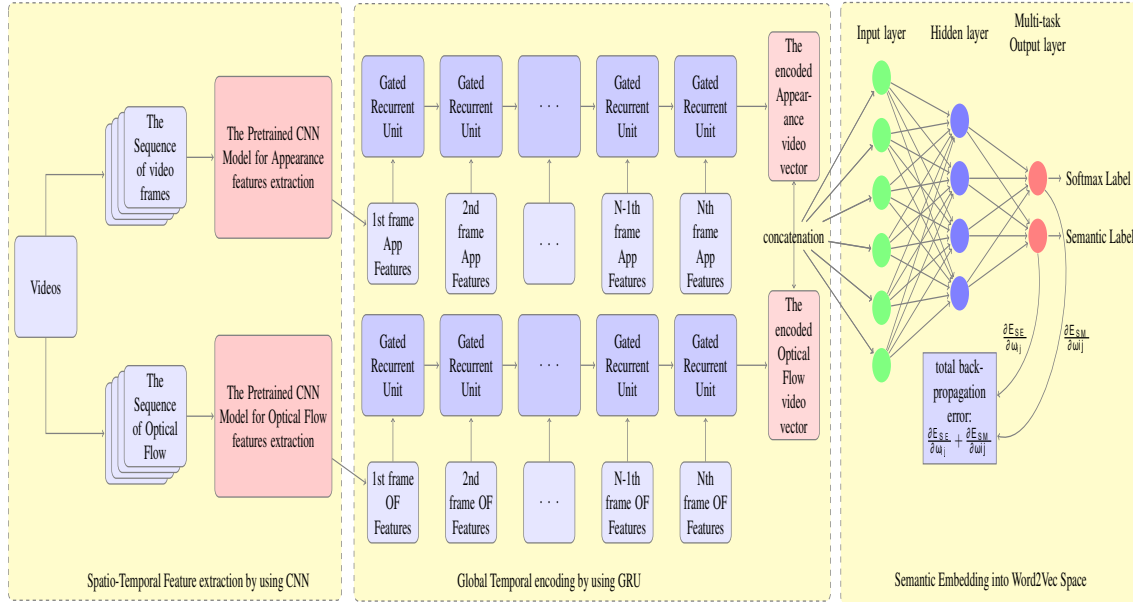 Videos
The
Sequence
of video
frames
The Pretrained CNN
Model for Appearance
features extraction
The
Sequence
of Optical
Flow
The Pretrained CNN
Model for Optical Flow
features extraction
Spatio-Temporal Feature extraction by using CNN
Gated
Recurrent
Unit
Gated
Recurrent
Unit
. . .
Gated
Recurrent
Unit
Gated
Recurrent
Unit
The
encoded
Appear-
ance
video
vector
1st frame
App
Features
2nd
frame
App
Features
. . .
N-1th
frame
App
Features
Nth
frame
App
Features
concatenation
Gated
Recurrent
Unit
Gated
Recurrent
Unit
. . .
Gated
Recurrent
Unit
Gated
Recurrent
Unit
The
encoded
Optical
Flow
video
vector
1st frame
OF
Features
2nd
frame OF
Features
. . .
N-1th
frame OF
Features
Nth
frame OF
Features
Global Temporal encoding by using GRU
Input layer
Hidden layer
Multi-task
Output layer
Softmax Label
Semantic Label
∂E_SE/∂ω_ij
∂E_SM/∂ωij
total back-
propagation
error:
∂E_SE/∂ω_ij + ∂E_SM/∂ωij
Semantic Embedding into Word2Vec Space